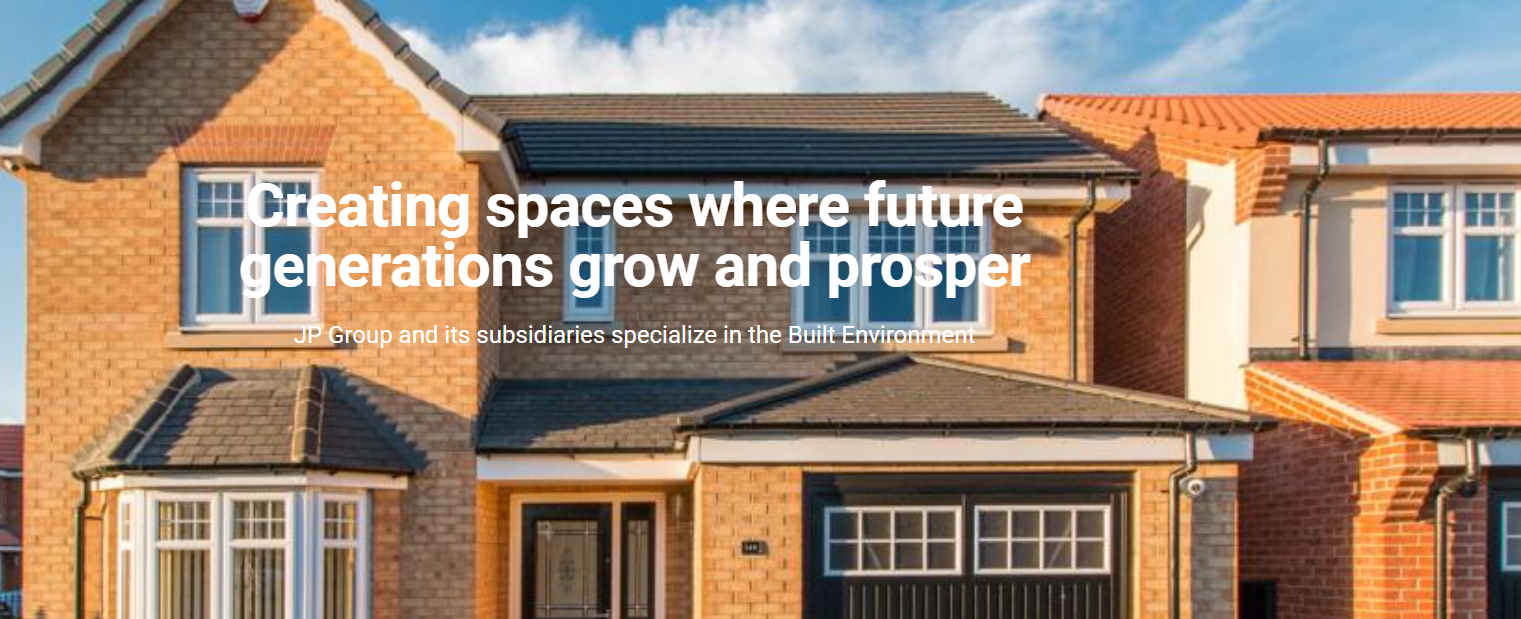 Creating spaces where future
generations grow and prosper
JP Group and its subsidiaries specialize in the Built Environment